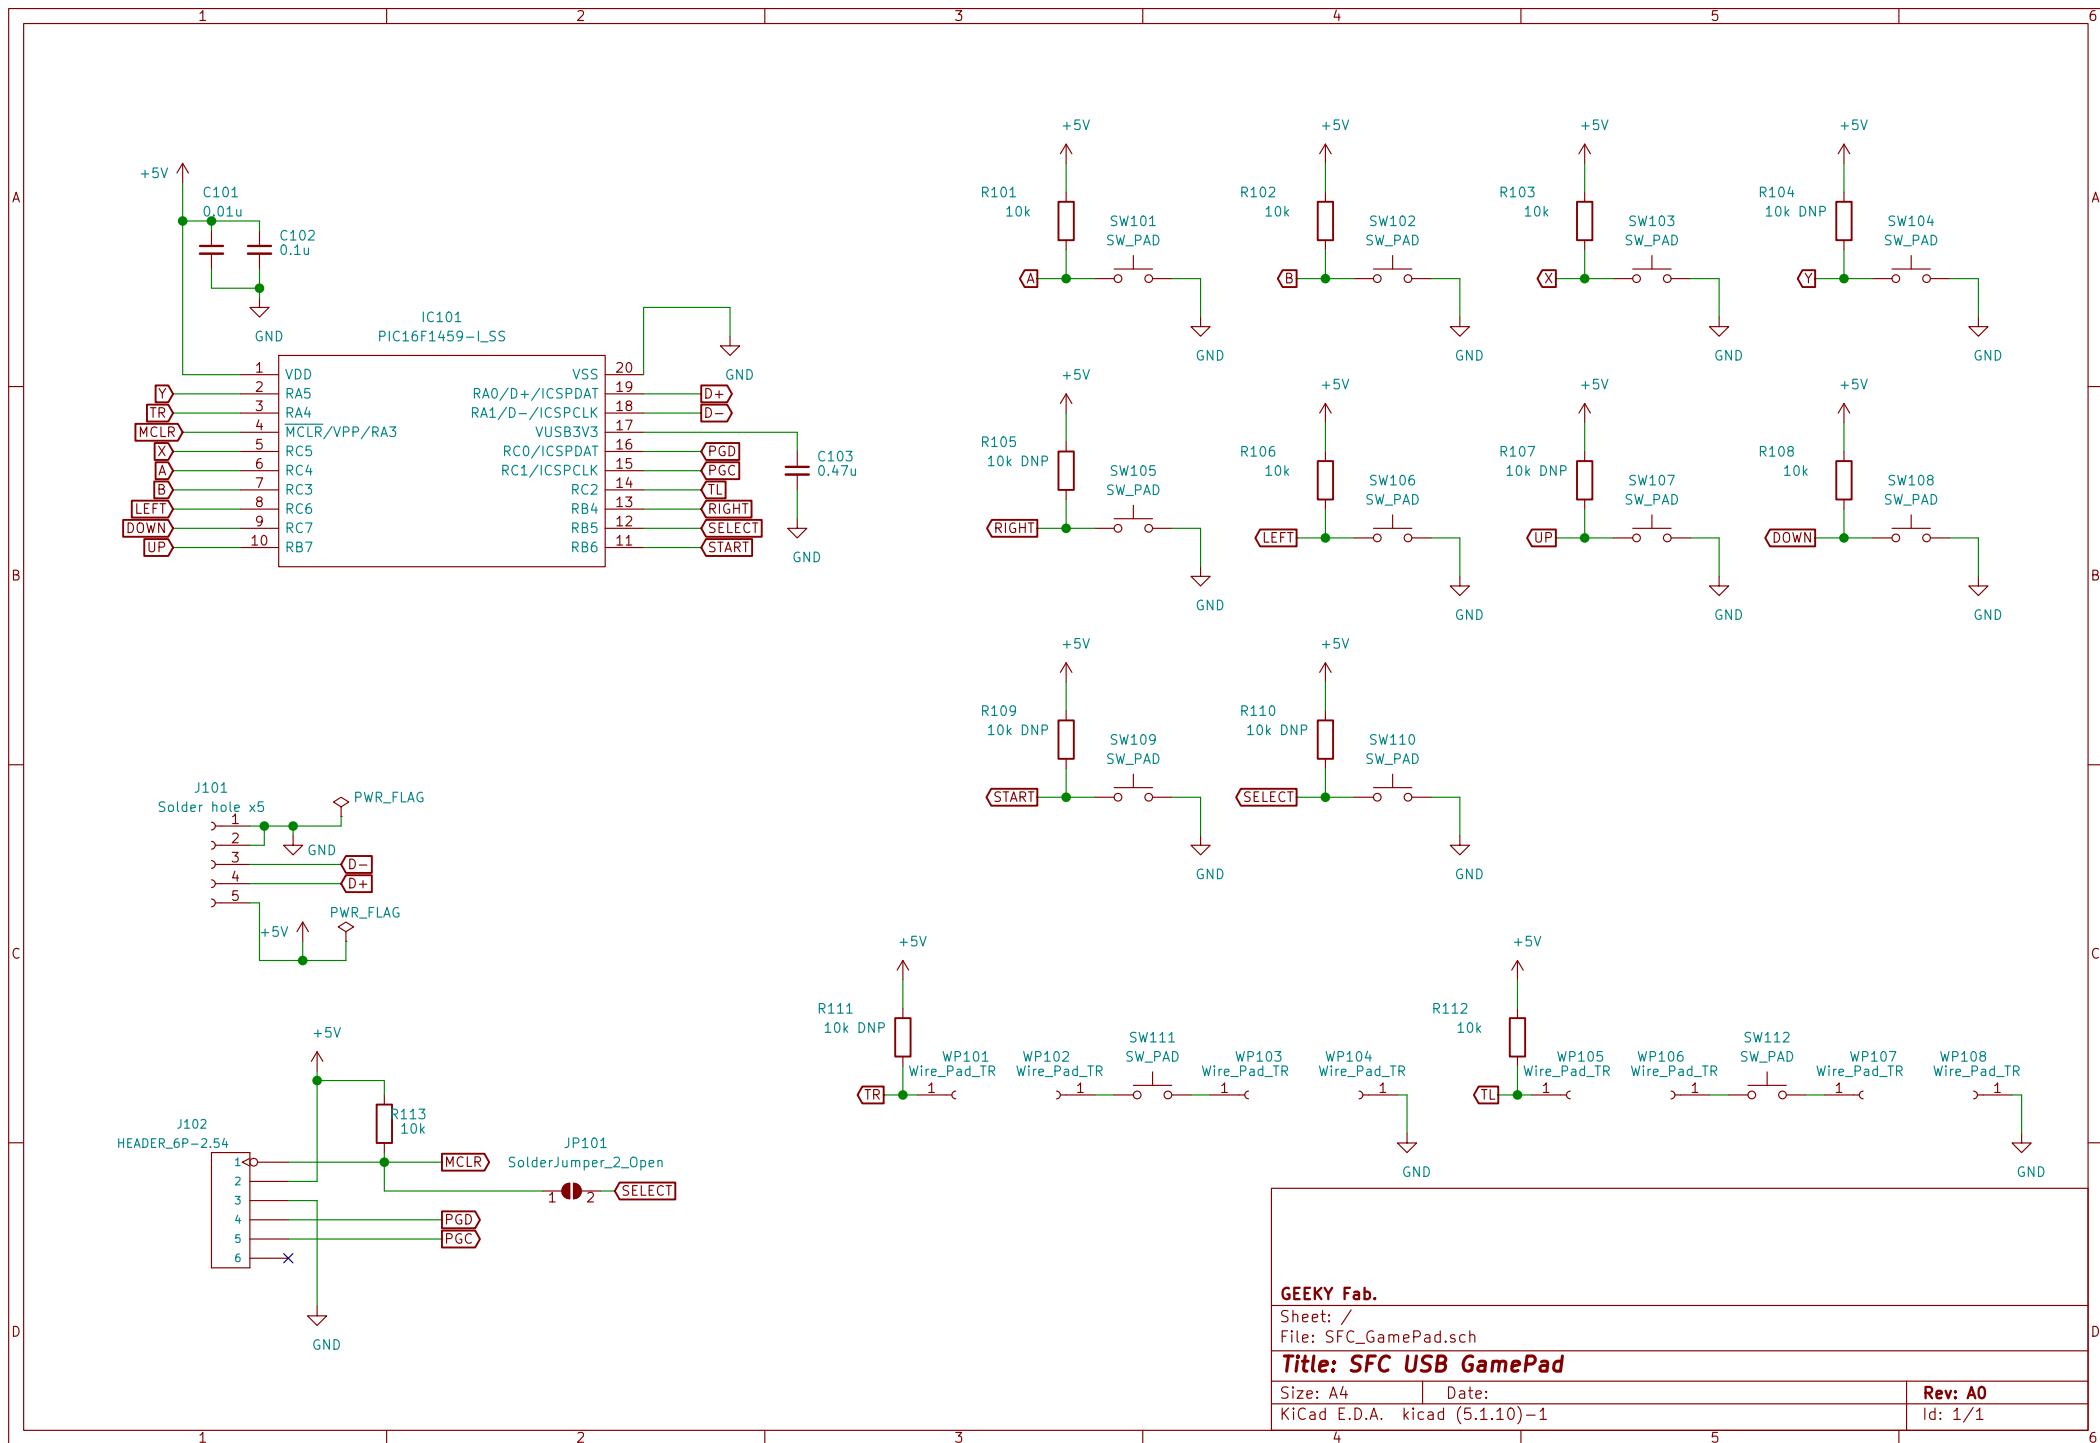 1 2 3 4 5 6
A A
B B
C C
D D
1 2 3 4 5 6
+5V
C101
0.01u
C102
0.1u
GND
IC101
PIC16F1459-I_SS
1 VDD
2 RA5
3 RA4
4 MCLR/VPP/RA3
5 RC5
6 RC4
7 RC3
8 RC6
9 RC7
10 RB7
VSS 20
RA0/D+/ICSPDAT 19
RA1/D-/ICSPCLK 18
VUSB3V3 17
RC0/ICSPDAT 16
RC1/ICSPCLK 15
RC2 14
RB4 13
RB5 12
RB6 11
Y
TR
MCLR
X
A
B
LEFT
DOWN
UP
GND
D+
D-
PGD
PGC
TL
RIGHT
SELECT
START
C103
0.47u
GND
+5V
R101
10k
SW101
SW_PAD
A
GND
+5V
R102
10k
SW102
SW_PAD
B
GND
+5V
R103
10k
SW103
SW_PAD
X
GND
+5V
R104
10k DNP
SW104
SW_PAD
Y
GND
+5V
R105
10k DNP
SW105
SW_PAD
RIGHT
GND
+5V
R106
10k
SW106
SW_PAD
LEFT
GND
+5V
R107
10k DNP
SW107
SW_PAD
UP
GND
+5V
R108
10k
SW108
SW_PAD
DOWN
GND
+5V
R109
10k DNP
SW109
SW_PAD
START
GND
+5V
R110
10k DNP
SW110
SW_PAD
SELECT
GND
J101
Solder hole x5
1
2
3
4
5
PWR_FLAG
GND
D-
D+
PWR_FLAG
+5V
+5V
R111
10k DNP
TR
WP101
Wire_Pad_TR
1
WP102
Wire_Pad_TR
1
SW111
SW_PAD
WP103
Wire_Pad_TR
1
WP104
Wire_Pad_TR
1
GND
+5V
R112
10k
TL
WP105
Wire_Pad_TR
1
WP106
Wire_Pad_TR
1
SW112
SW_PAD
WP107
Wire_Pad_TR
1
WP108
Wire_Pad_TR
1
GND
+5V
R113
10k
J102
HEADER_6P-2.54
1
2
3
4
5
6
MCLR
JP101
SolderJumper_2_Open
1 2
SELECT
PGD
PGC
GND
GEEKY Fab.
Sheet: /
File: SFC_GamePad.sch
Title: SFC USB GamePad
Size: A4 Date: Rev: A0
KiCad E.D.A. kicad (5.1.10)-1 Id: 1/1